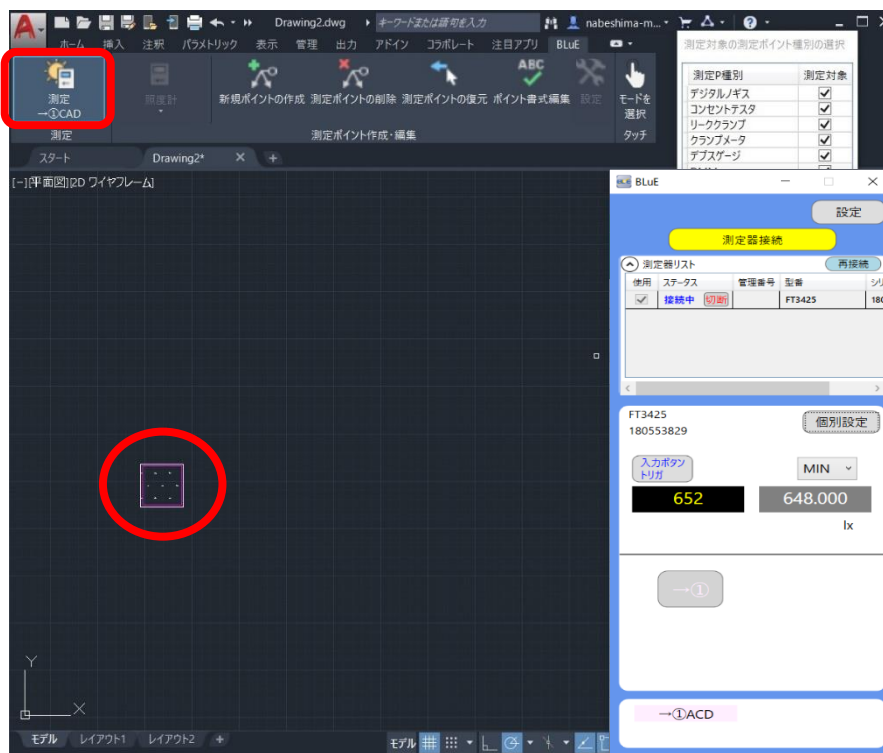 Drawing2.dwg
キーワードまたは語句を入力
nabeshima-m...
ホーム 挿入 注釈 パラメトリック 表示 管理 出力 アドイン コラボレート 注目アプリ BLuE
測定
→①CAD
照度計
新規ポイントの作成 測定ポイントの削除 測定ポイントの復元 ポイント書式編集 設定
ABC
モードを
選択
測定 測定ポイント作成・編集 タッチ
スタート Drawing2*
[-][平面図][2D ワイヤフレーム]
測定対象の測定ポイント種別の選択
測定P種別 測定対象
デジタルノギス
コンセントテスタ
リーククランプ
クランプメータ
デプスゲージ
BLuE
設定
測定器接続
測定器リスト 再接続
使用 ステータス 管理番号 型番 シリ
接続中 切断 FT3425 180
FT3425
180553829
個別設定
入力ボタン
トリガ
MIN
652 648.000
lx
→①
→①ACD
Y
X
モデル レイアウト1 レイアウト2 +
モデル